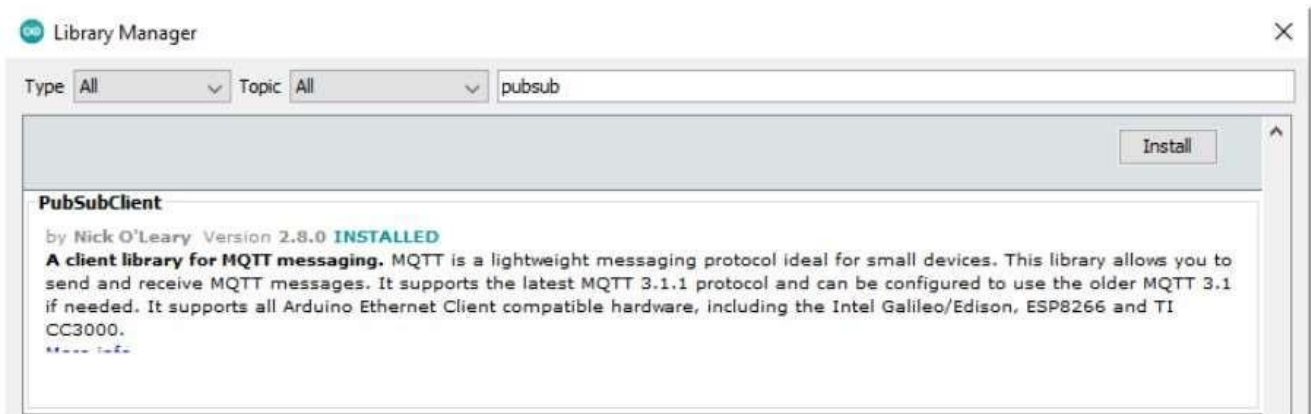 Library Manager
Type All Topic All pubsub
Install
PubSubClient
by Nick O'Leary Version 2.8.0 INSTALLED
A client library for MQTT messaging. MQTT is a lightweight messaging protocol ideal for small devices. This library allows you to
send and receive MQTT messages. It supports the latest MQTT 3.1.1 protocol and can be configured to use the older MQTT 3.1
if needed. It supports all Arduino Ethernet Client compatible hardware, including the Intel Galileo/Edison, ESP8266 and TI
CC3000.
More info